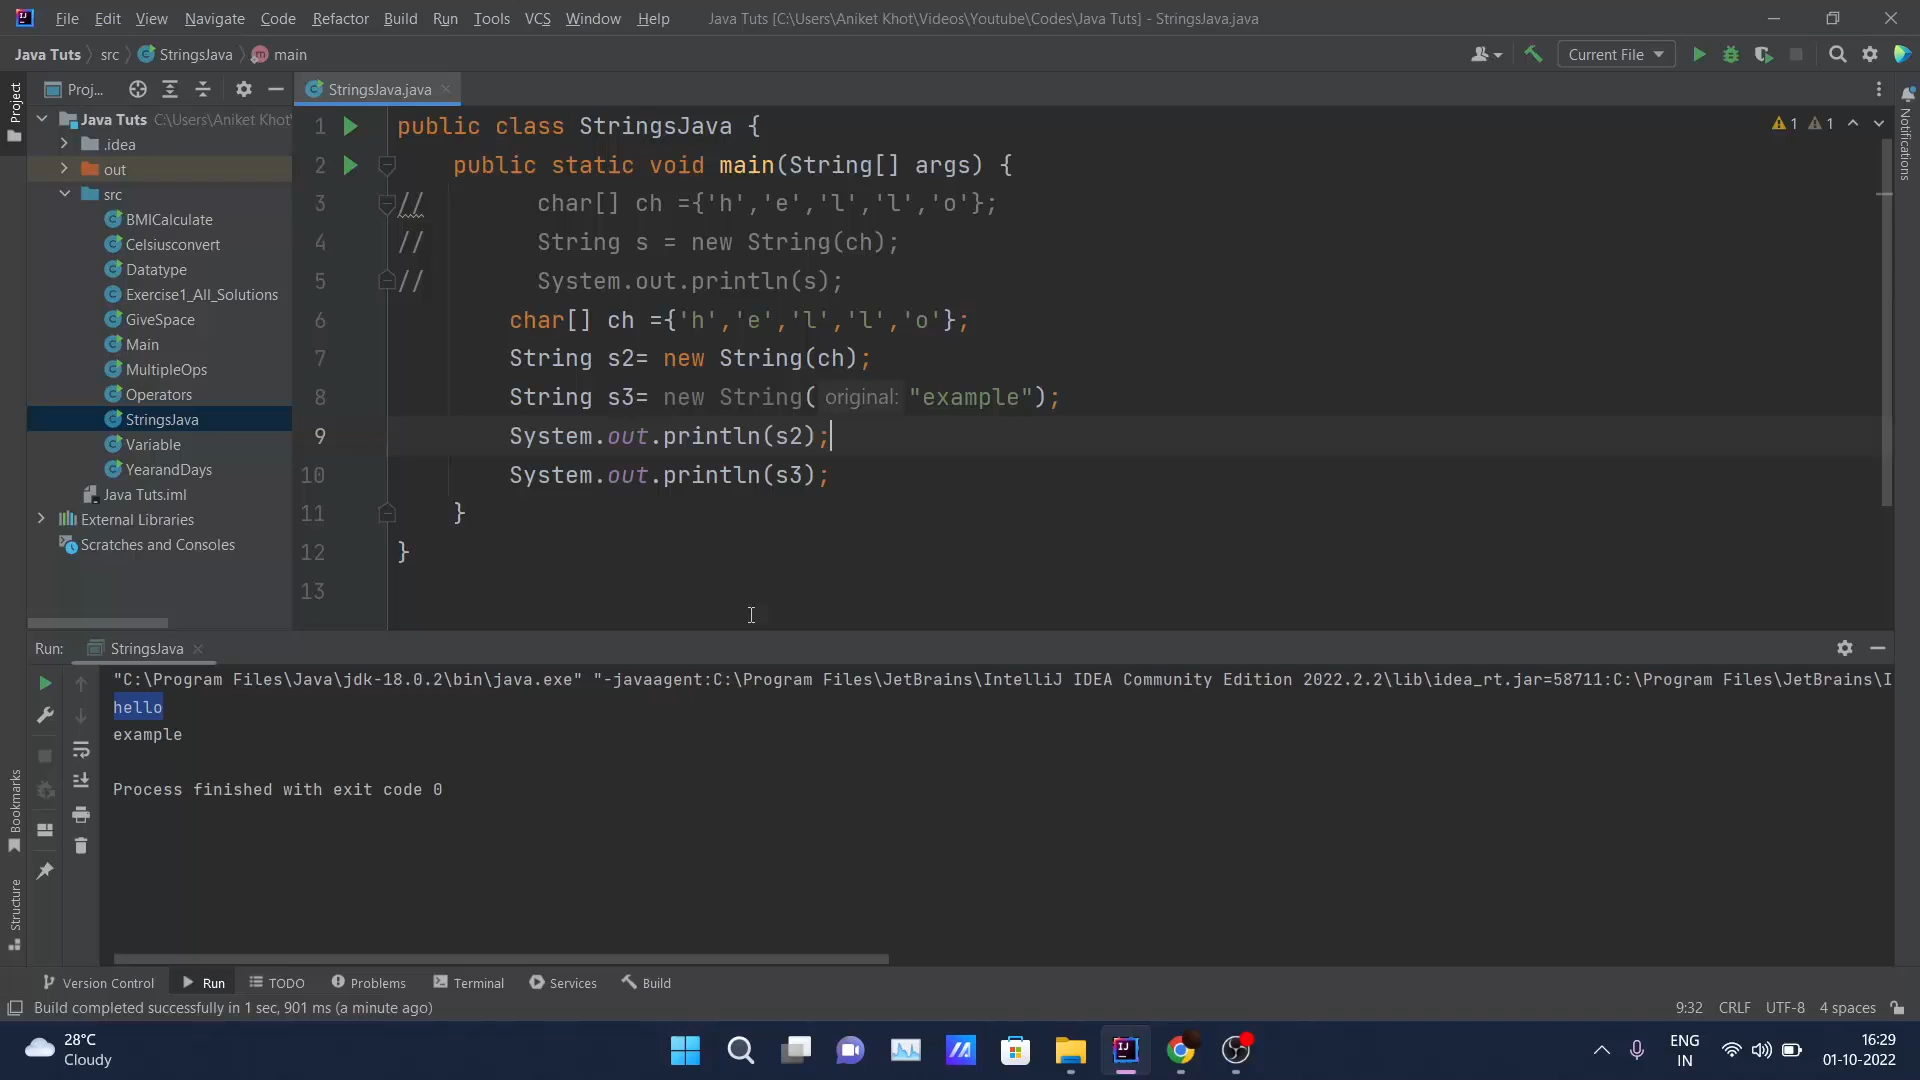 File Edit View Navigate Code Refactor Build Run Tools VCS Window Help Java Tuts [C:\Users\Aniket Khot\Videos\Youtube\Codes\Java Tuts] - StringsJava.java
Java Tuts src StringsJava main Current File
Project
Proj...
StringsJava.java
Java Tuts C:\Users\Aniket Khot\
.idea
out
src
BMICalculate
Celsiusconvert
Datatype
Exercise1_All_Solutions
GiveSpace
Main
MultipleOps
Operators
StringsJava
Variable
YearandDays
Java Tuts.iml
External Libraries
Scratches and Consoles
1 public class StringsJava {
2 public static void main(String[] args) {
3 // char[] ch ={'h','e','l','l','o'};
4 // String s = new String(ch);
5 // System.out.println(s);
6 char[] ch ={'h','e','l','l','o'};
7 String s2= new String(ch);
8 String s3= new String( original: "example");
9 System.out.println(s2);
10 System.out.println(s3);
11 }
12 }
13
1 1
Notifications
Run: StringsJava
"C:\Program Files\Java\jdk-18.0.2\bin\java.exe" "-javaagent:C:\Program Files\JetBrains\IntelliJ IDEA Community Edition 2022.2.2\lib\idea_rt.jar=58711:C:\Program Files\JetBrains\I
hello
example
Process finished with exit code 0
Bookmarks
Structure
Version Control Run TODO Problems Terminal Services Build
Build completed successfully in 1 sec, 901 ms (a minute ago) 9:32 CRLF UTF-8 4 spaces
28°C
Cloudy
ENG
IN
16:29
01-10-2022